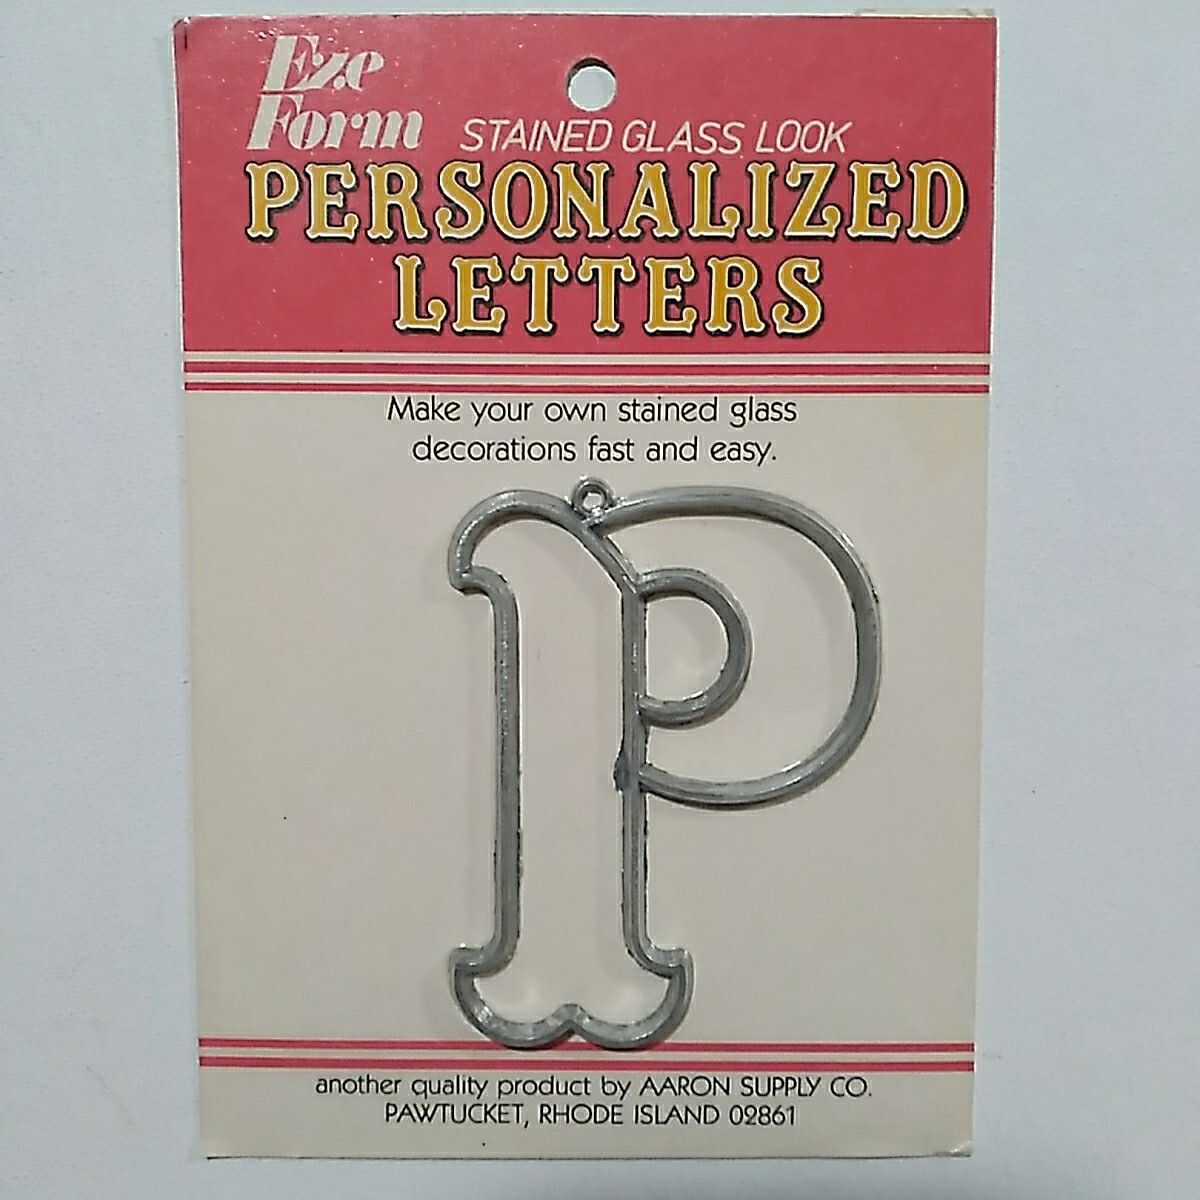 Eze
Form
STAINED GLASS LOOK
PERSONALIZED
LETTERS
Make your own stained glass
decorations fast and easy.
P
another quality product by AARON SUPPLY CO.
PAWTUCKET, RHODE ISLAND 02861